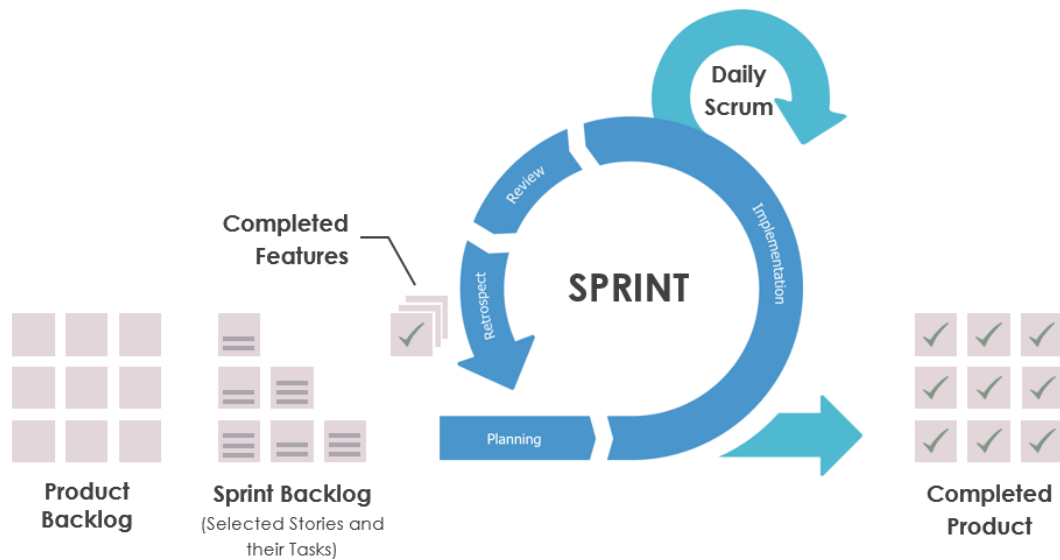 Daily
Scrum
Review
Completed
Features
Implementation
SPRINT
Retrospect
Planning
Product
Backlog
Sprint Backlog
(Selected Stories and
their Tasks)
Completed
Product